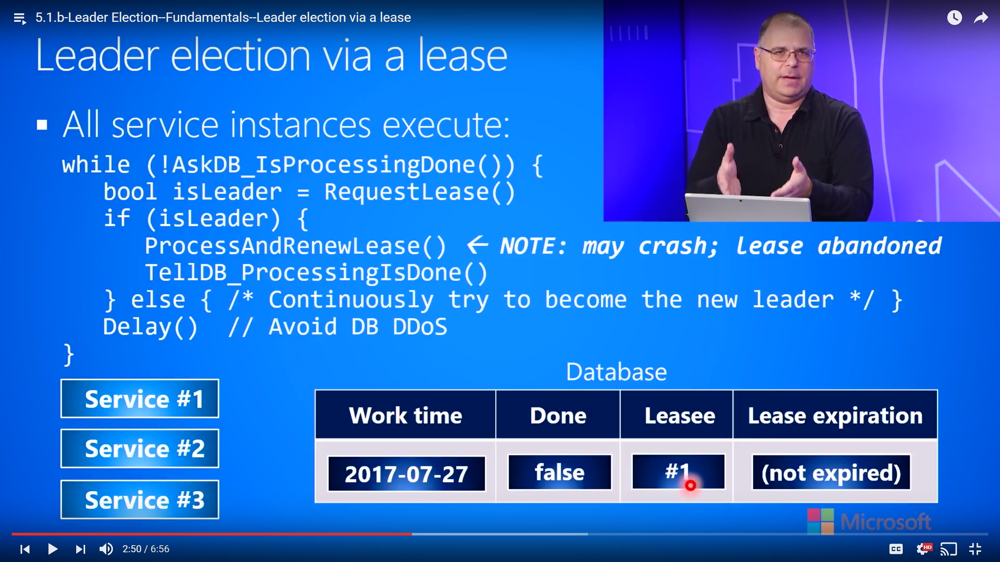 5.1.b-Leader Election--Fundamentals--Leader election via a lease
Leader election via a lease
▪ All service instances execute:
while (!AskDB_IsProcessingDone()) {
bool isLeader = RequestLease()
if (isLeader) {
ProcessAndRenewLease() ← NOTE: may crash; lease abandoned
TellDB_ProcessingIsDone()
} else { /* Continuously try to become the new leader */ }
Delay() // Avoid DB DDoS
}
Service #1
Service #2
Service #3
Database
Work time Done Leasee Lease expiration
2017-07-27 false #1 (not expired)
Microsoft
2:50 / 6:56
CC HD